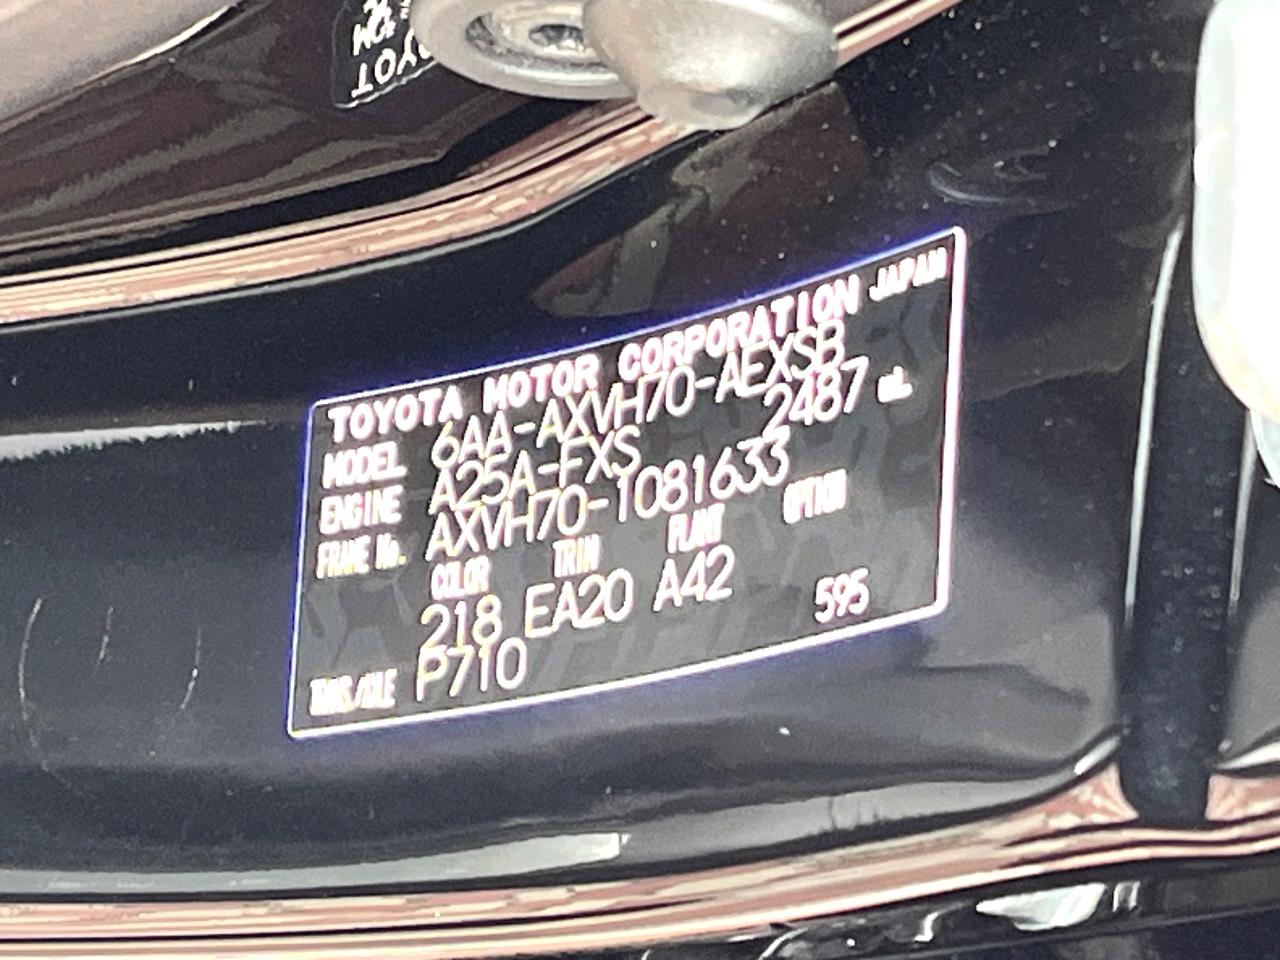 TOYOTA MOTOR CORPORATION JAPAN
MODEL 6AA-AXVH70-AEXSB
ENGINE A25A-FXS 2487 mL
FRAME No. AXVH70-1081633
COLOR TRIM PLANT OPTION
218 EA20 A42
TRANS./AXLE P710 595